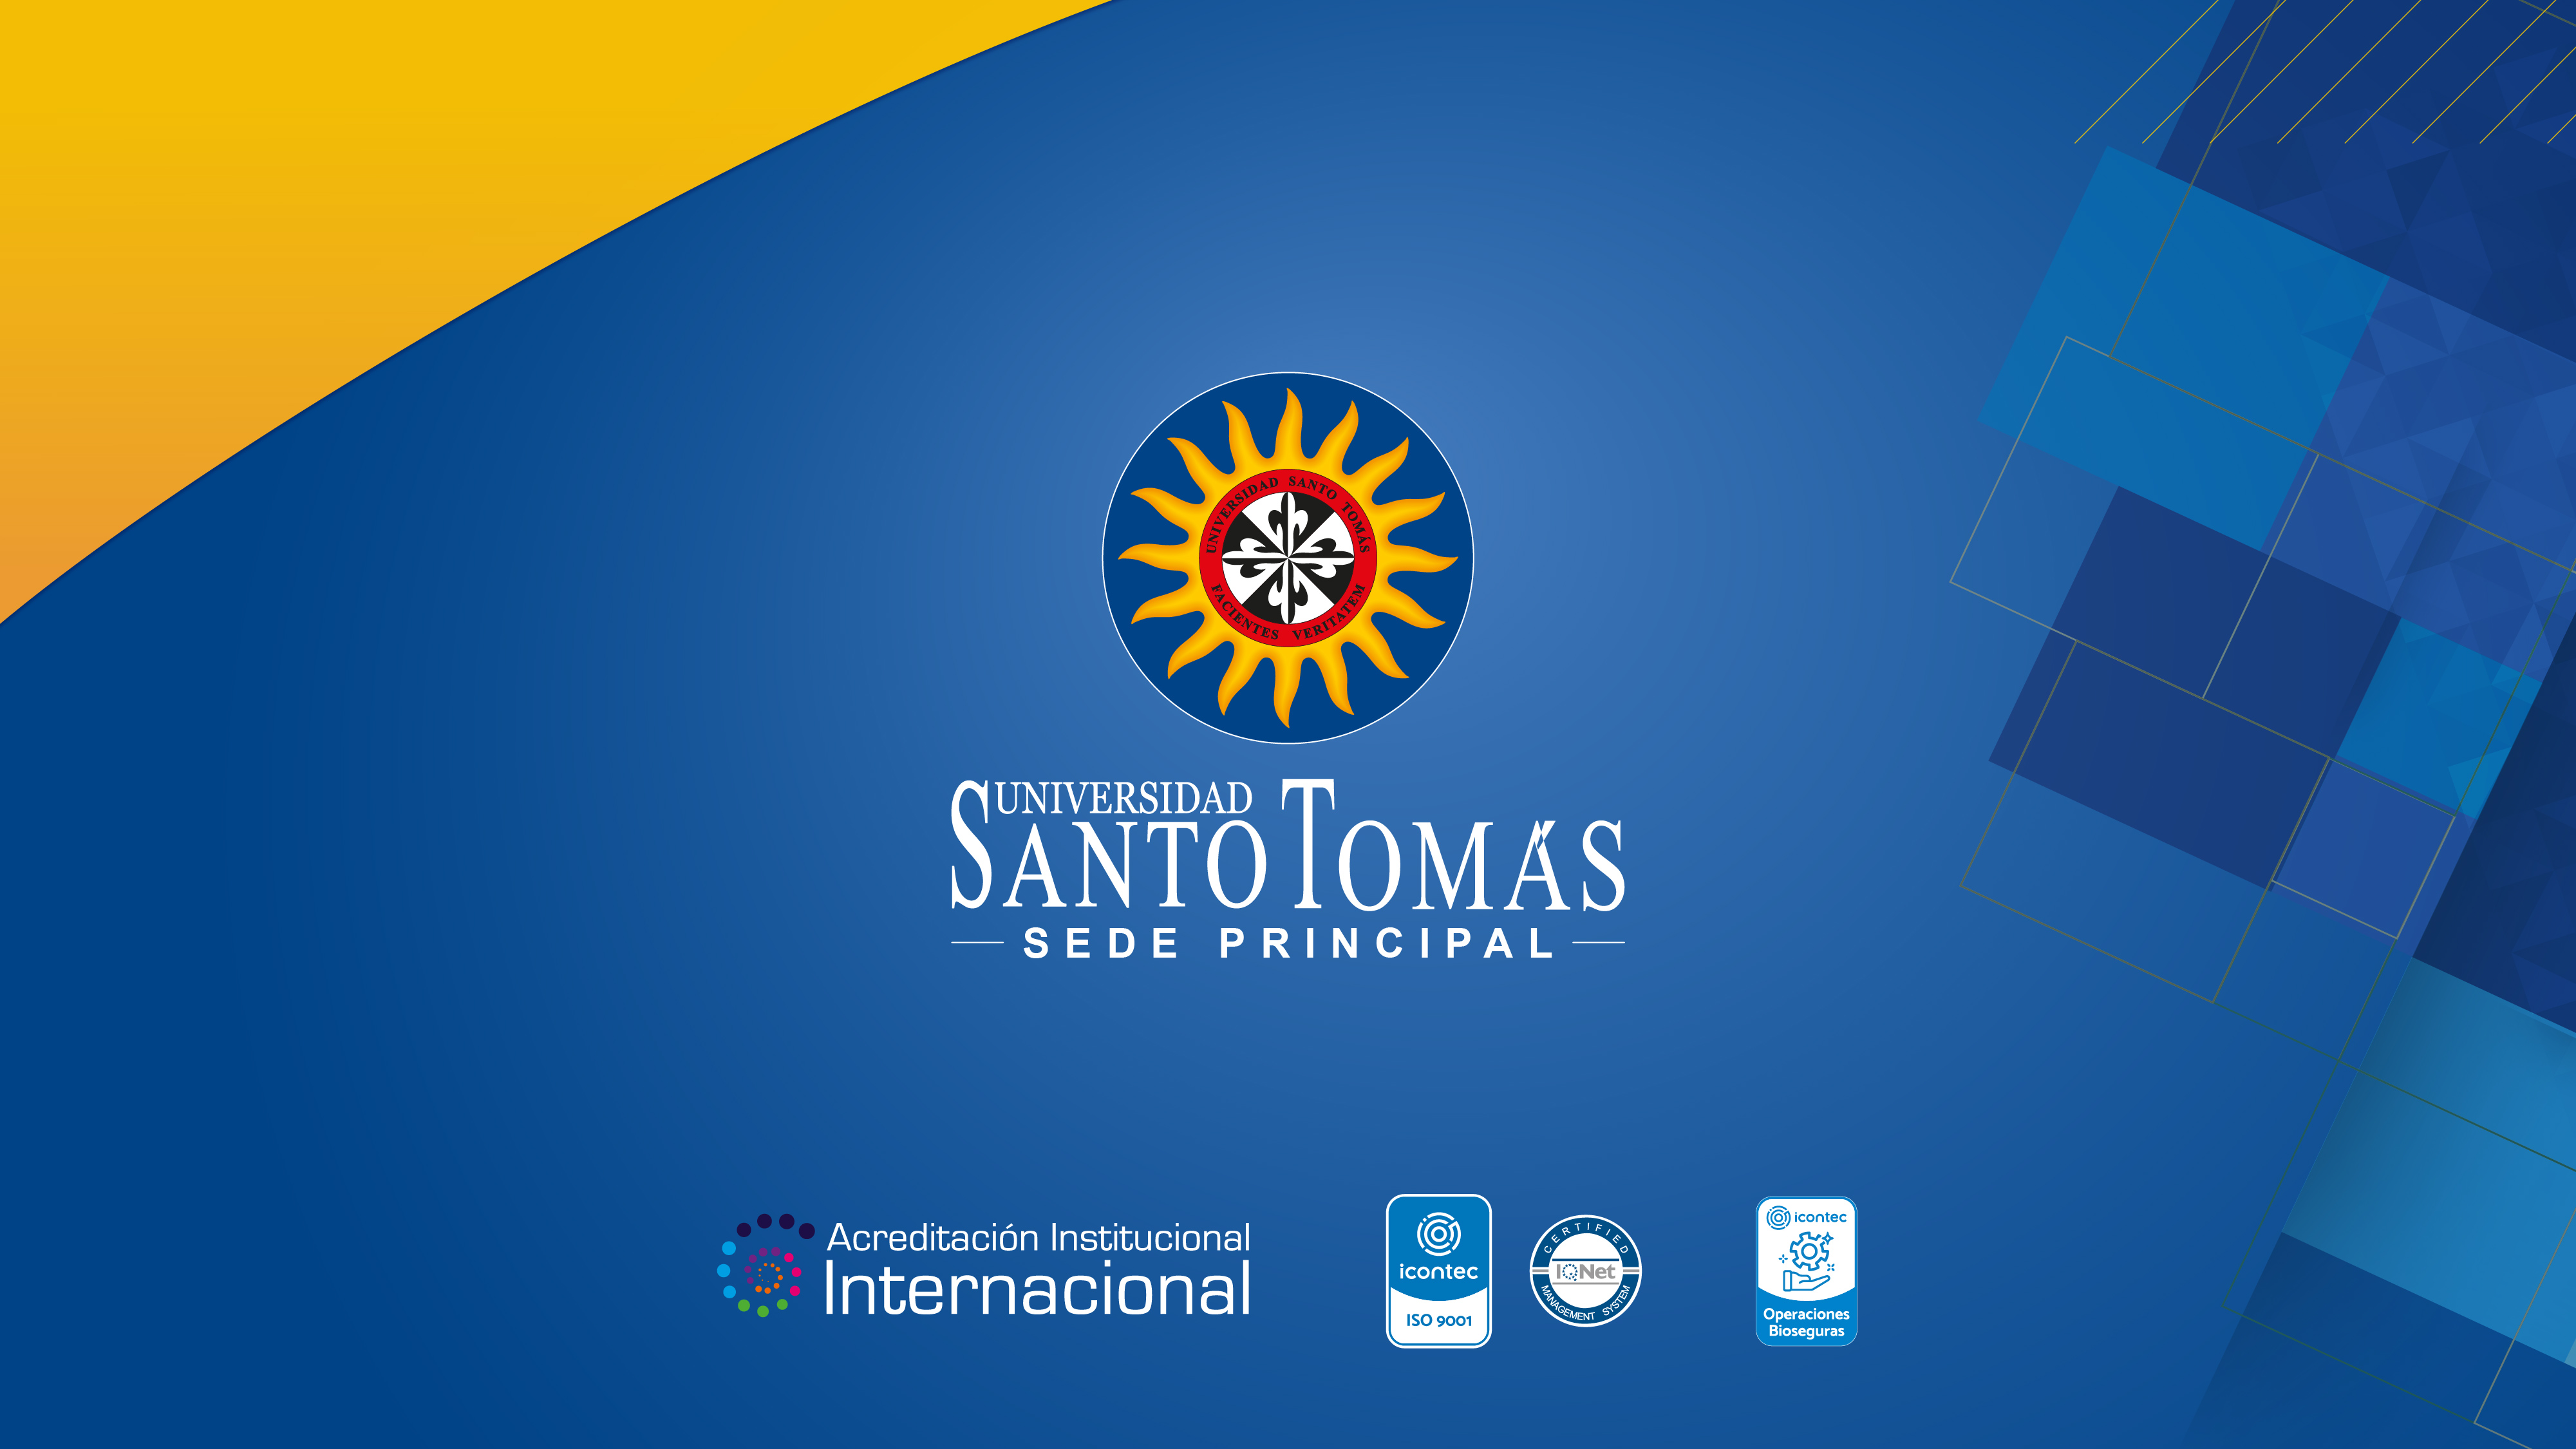 UNIVERSIDAD SANTO TOMÁS
FACIENTES VERITATEM
UNIVERSIDAD
SANTO TOMÁS
SEDE PRINCIPAL
Acreditación Institucional
Internacional
icontec
ISO 9001
CERTIFIED
IQNet
MANAGEMENT SYSTEM
icontec
Operaciones
Bioseguras